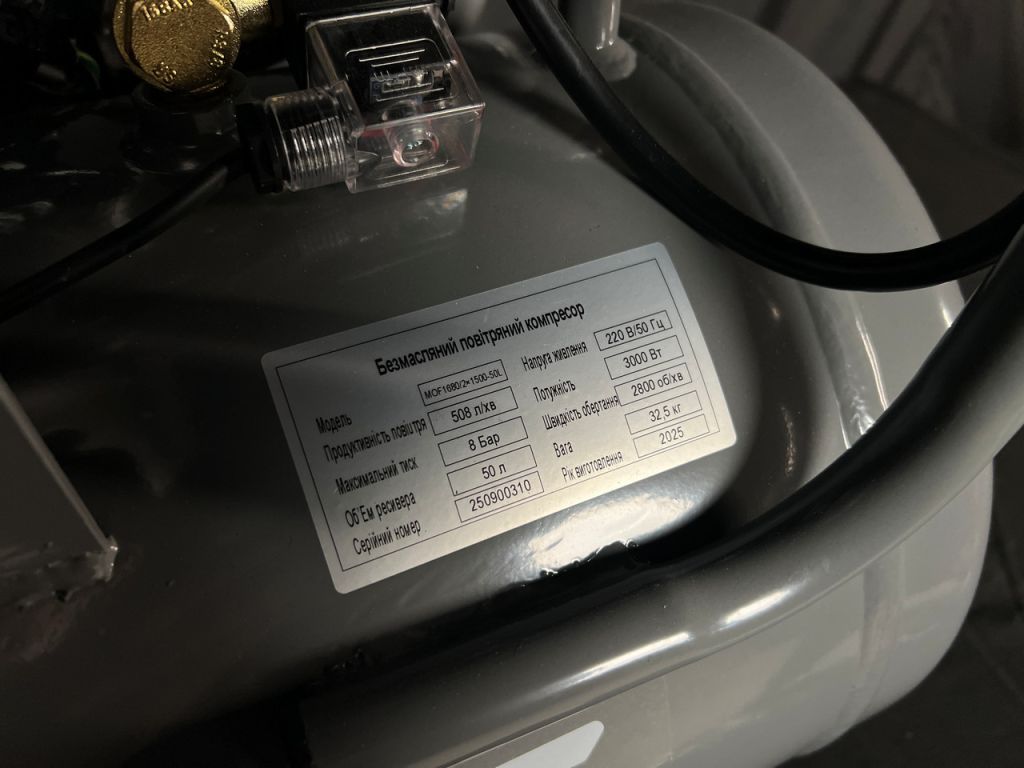 Безмасляний повітряний компресор
Модель MOF1680/2×1500-50L
Продуктивність повітря 508 л/хв
Максимальний тиск 8 Бар
Об'Ем ресивера 50 л
Серійний номер 250900310
Напруга живлення 220 В/50 Гц
Потужність 3000 Вт
Швидкість обертання 2800 об/хв
Вага 32,5 кг
Рік виготовлення 2025